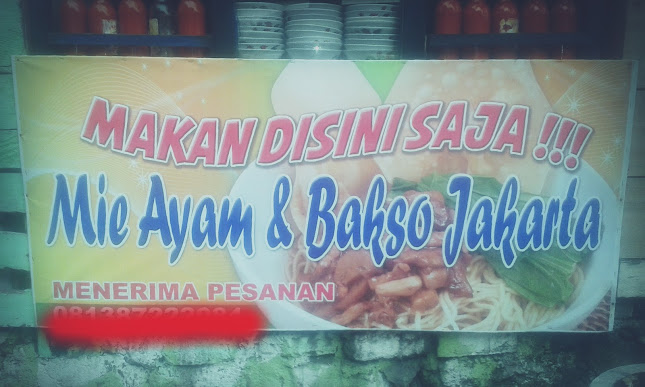 MAKAN DISINI SAJA !!!
Mie Ayam & Bakso Jakarta
MENERIMA PESANAN